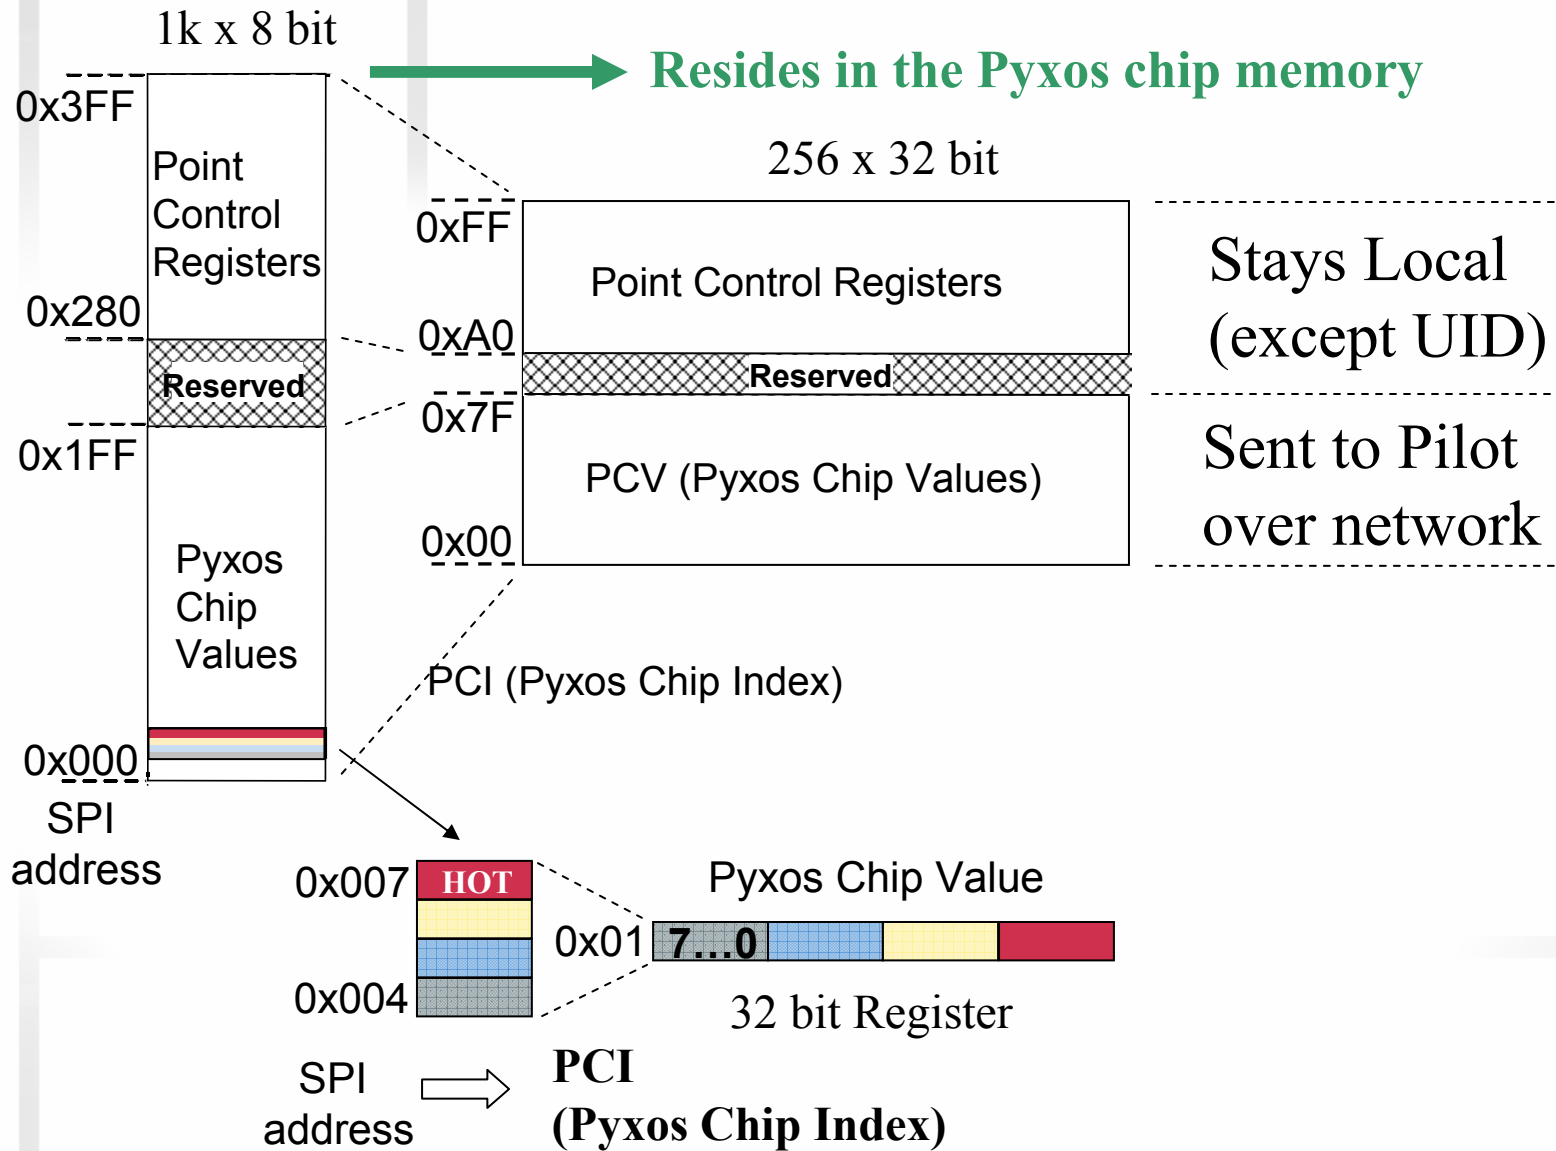 1k x 8 bit
Resides in the Pyxos chip memory
0x3FF
Point
Control
Registers
0x280
Reserved
0x1FF
Pyxos
Chip
Values
0x000
SPI
address
256 x 32 bit
0xFF
Point Control Registers
0xA0
Reserved
0x7F
PCV (Pyxos Chip Values)
0x00
Stays Local
(except UID)
Sent to Pilot
over network
PCI (Pyxos Chip Index)
0x007
HOT
0x004
Pyxos Chip Value
0x01
7...0
32 bit Register
SPI
address
PCI
(Pyxos Chip Index)